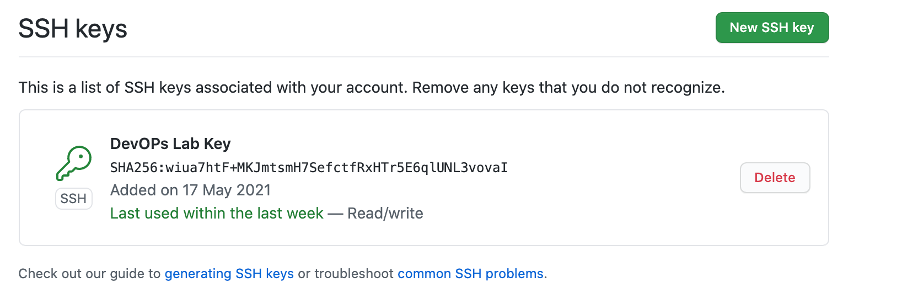 SSH keys
New SSH key
This is a list of SSH keys associated with your account. Remove any keys that you do not recognize.
DevOPs Lab Key
SHA256:wiua7htF+MKJmtsmH7SefctfRxHTr5E6qlUNL3vovaI
SSH
Added on 17 May 2021
Delete
Last used within the last week — Read/write
Check out our guide to generating SSH keys or troubleshoot common SSH problems.